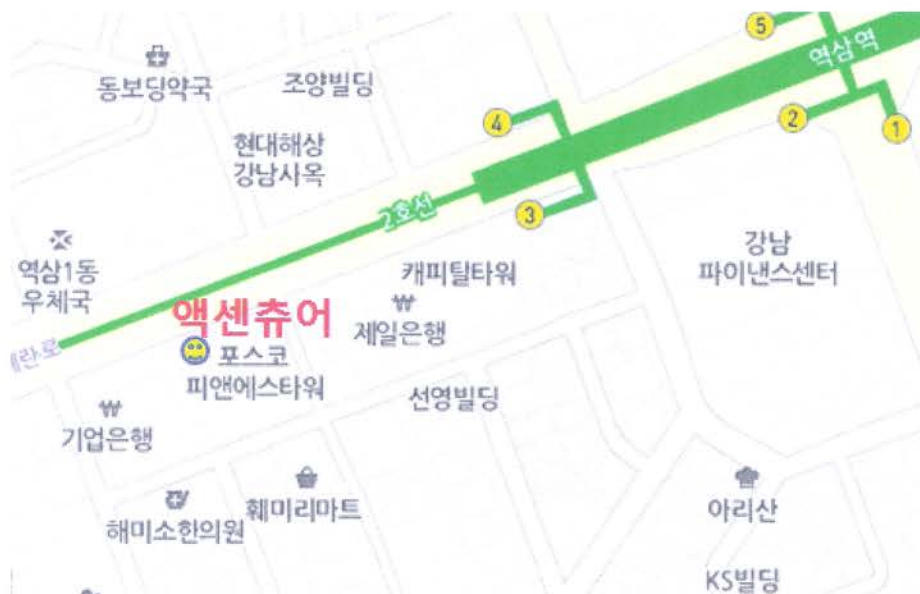 5
역삼역
동보당약국
조양빌딩
4
2
1
현대해상
강남사옥
2호선
3
역삼1동
우체국
강남
파이낸스센터
캐피탈타워
액센츄어
제일은행
란로
포스코
피앤에스타워
선영빌딩
기업은행
해미소한의원
훼미리마트
아리산
KS빌딩